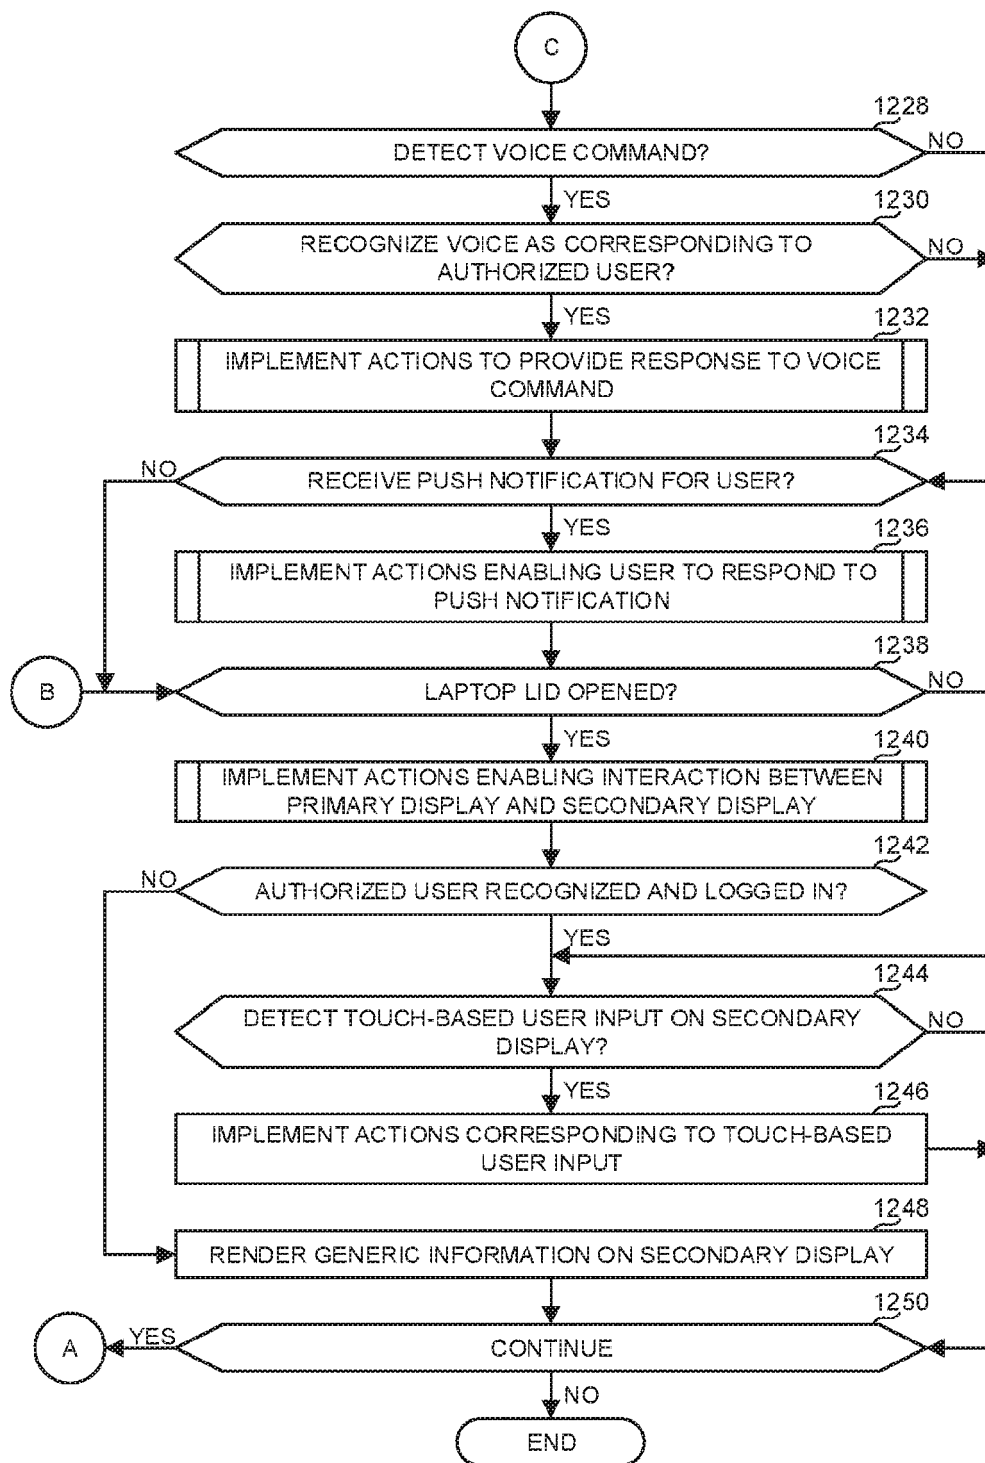 C
1228
DETECT VOICE COMMAND?
NO
YES
1230
RECOGNIZE VOICE AS CORRESPONDING TO
AUTHORIZED USER?
NO
YES
1232
IMPLEMENT ACTIONS TO PROVIDE RESPONSE TO VOICE
COMMAND
1234
NO
RECEIVE PUSH NOTIFICATION FOR USER?
YES
1236
IMPLEMENT ACTIONS ENABLING USER TO RESPOND TO
PUSH NOTIFICATION
1238
B
LAPTOP LID OPENED?
NO
YES
1240
IMPLEMENT ACTIONS ENABLING INTERACTION BETWEEN
PRIMARY DISPLAY AND SECONDARY DISPLAY
1242
NO
AUTHORIZED USER RECOGNIZED AND LOGGED IN?
YES
1244
DETECT TOUCH-BASED USER INPUT ON SECONDARY
DISPLAY?
NO
YES
1246
IMPLEMENT ACTIONS CORRESPONDING TO TOUCH-BASED
USER INPUT
1248
RENDER GENERIC INFORMATION ON SECONDARY DISPLAY
1250
A
YES
CONTINUE
NO
END